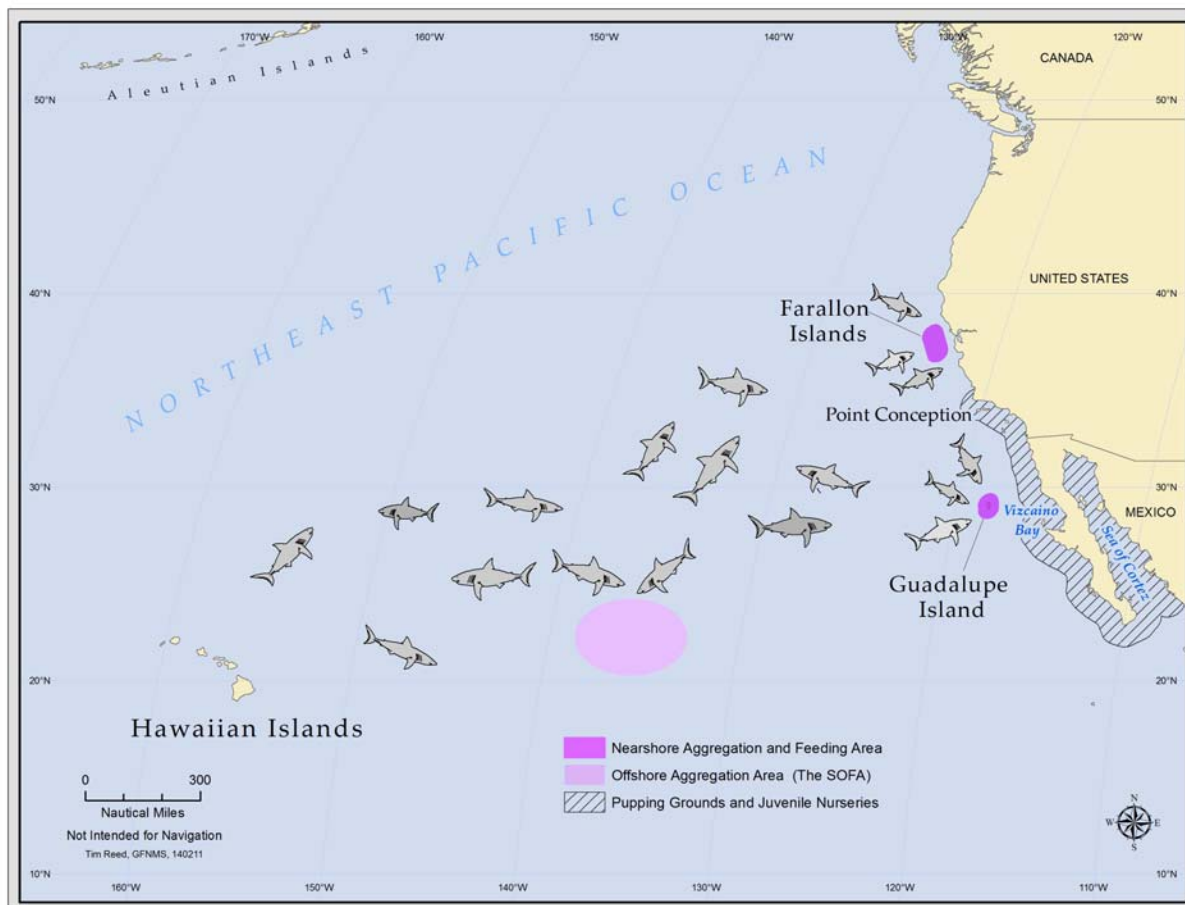 170°W
160°W
150°W
140°W
130°W
120°W
CANADA
Aleutian Islands
50°N
50°N
NORTHEAST PACIFIC OCEAN
UNITED STATES
40°N
40°N
Farallon
Islands
Point Conception
30°N
30°N
Vizcaino
Bay
MEXICO
Sea of Cortez
Guadalupe
Island
20°N
20°N
Hawaiian Islands
Nearshore Aggregation and Feeding Area
Offshore Aggregation Area (The SOFA)
Pupping Grounds and Juvenile Nurseries
0 300
Nautical Miles
Not Intended for Navigation
Tim Reed, GFNMS, 140211
N
W E
S
10°N
10°N
160°W
150°W
140°W
130°W
120°W
110°W